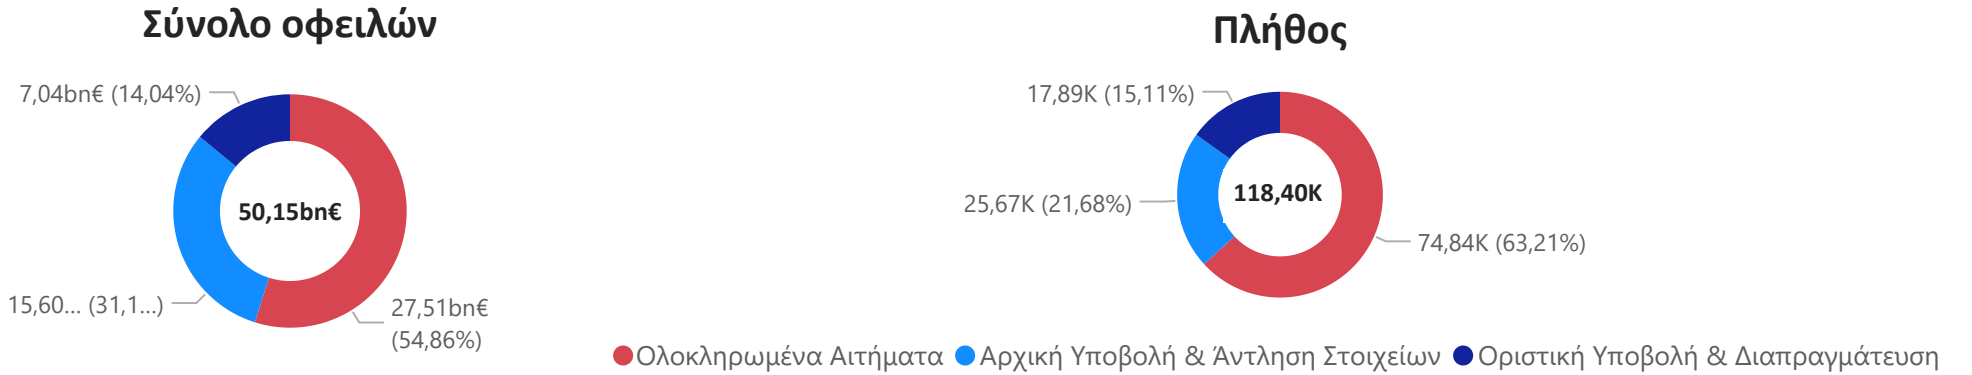 Σύνολο οφειλών
7,04bn€ (14,04%)
50,15bn€
15,60... (31,1...)
27,51bn€
(54,86%)
Πλήθος
17,89K (15,11%)
118,40K
25,67K (21,68%)
74,84K (63,21%)
Ολοκληρωμένα Αιτήματα Αρχική Υποβολή & Άντληση Στοιχείων Οριστική Υποβολή & Διαπραγμάτευση